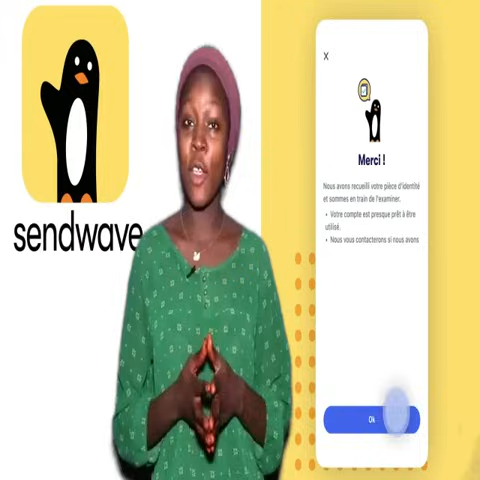 sendwave
Merci !
Nous avons recueilli votre pièce d'identité
et sommes en train de l'examiner.
• Votre compte est presque prêt à être
utilisé.
• Nous vous contacterons si nous avons
Ok